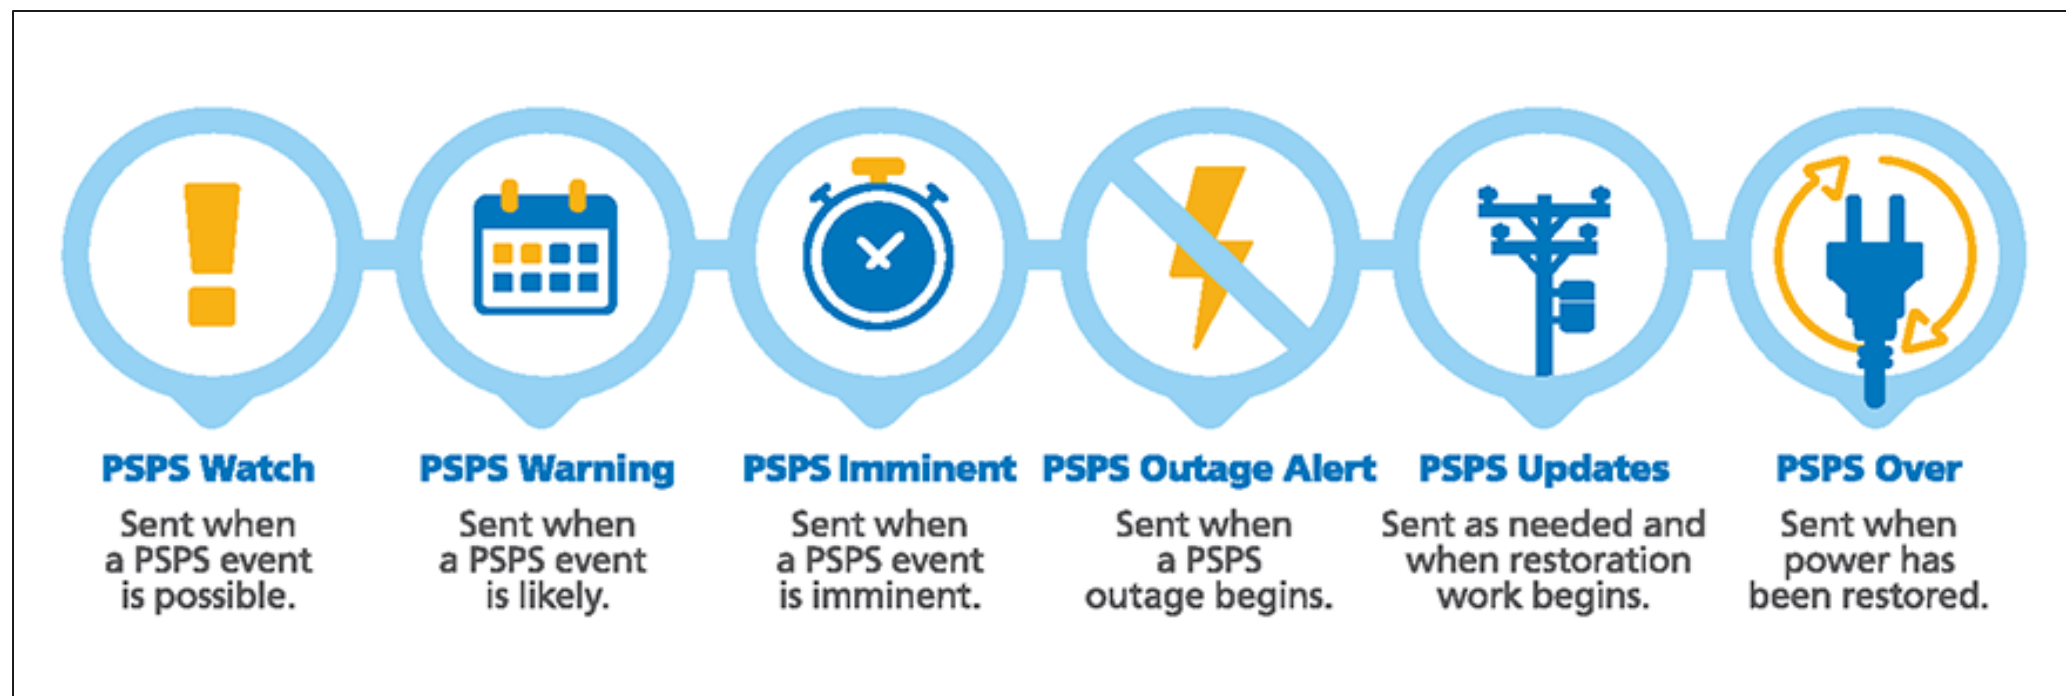 PSPS Watch
Sent when
a PSPS event
is possible.
PSPS Warning
Sent when
a PSPS event
is likely.
PSPS Imminent
Sent when
a PSPS event
is imminent.
PSPS Outage Alert
Sent when
a PSPS
outage begins.
PSPS Updates
Sent as needed and
when restoration
work begins.
PSPS Over
Sent when
power has
been restored.